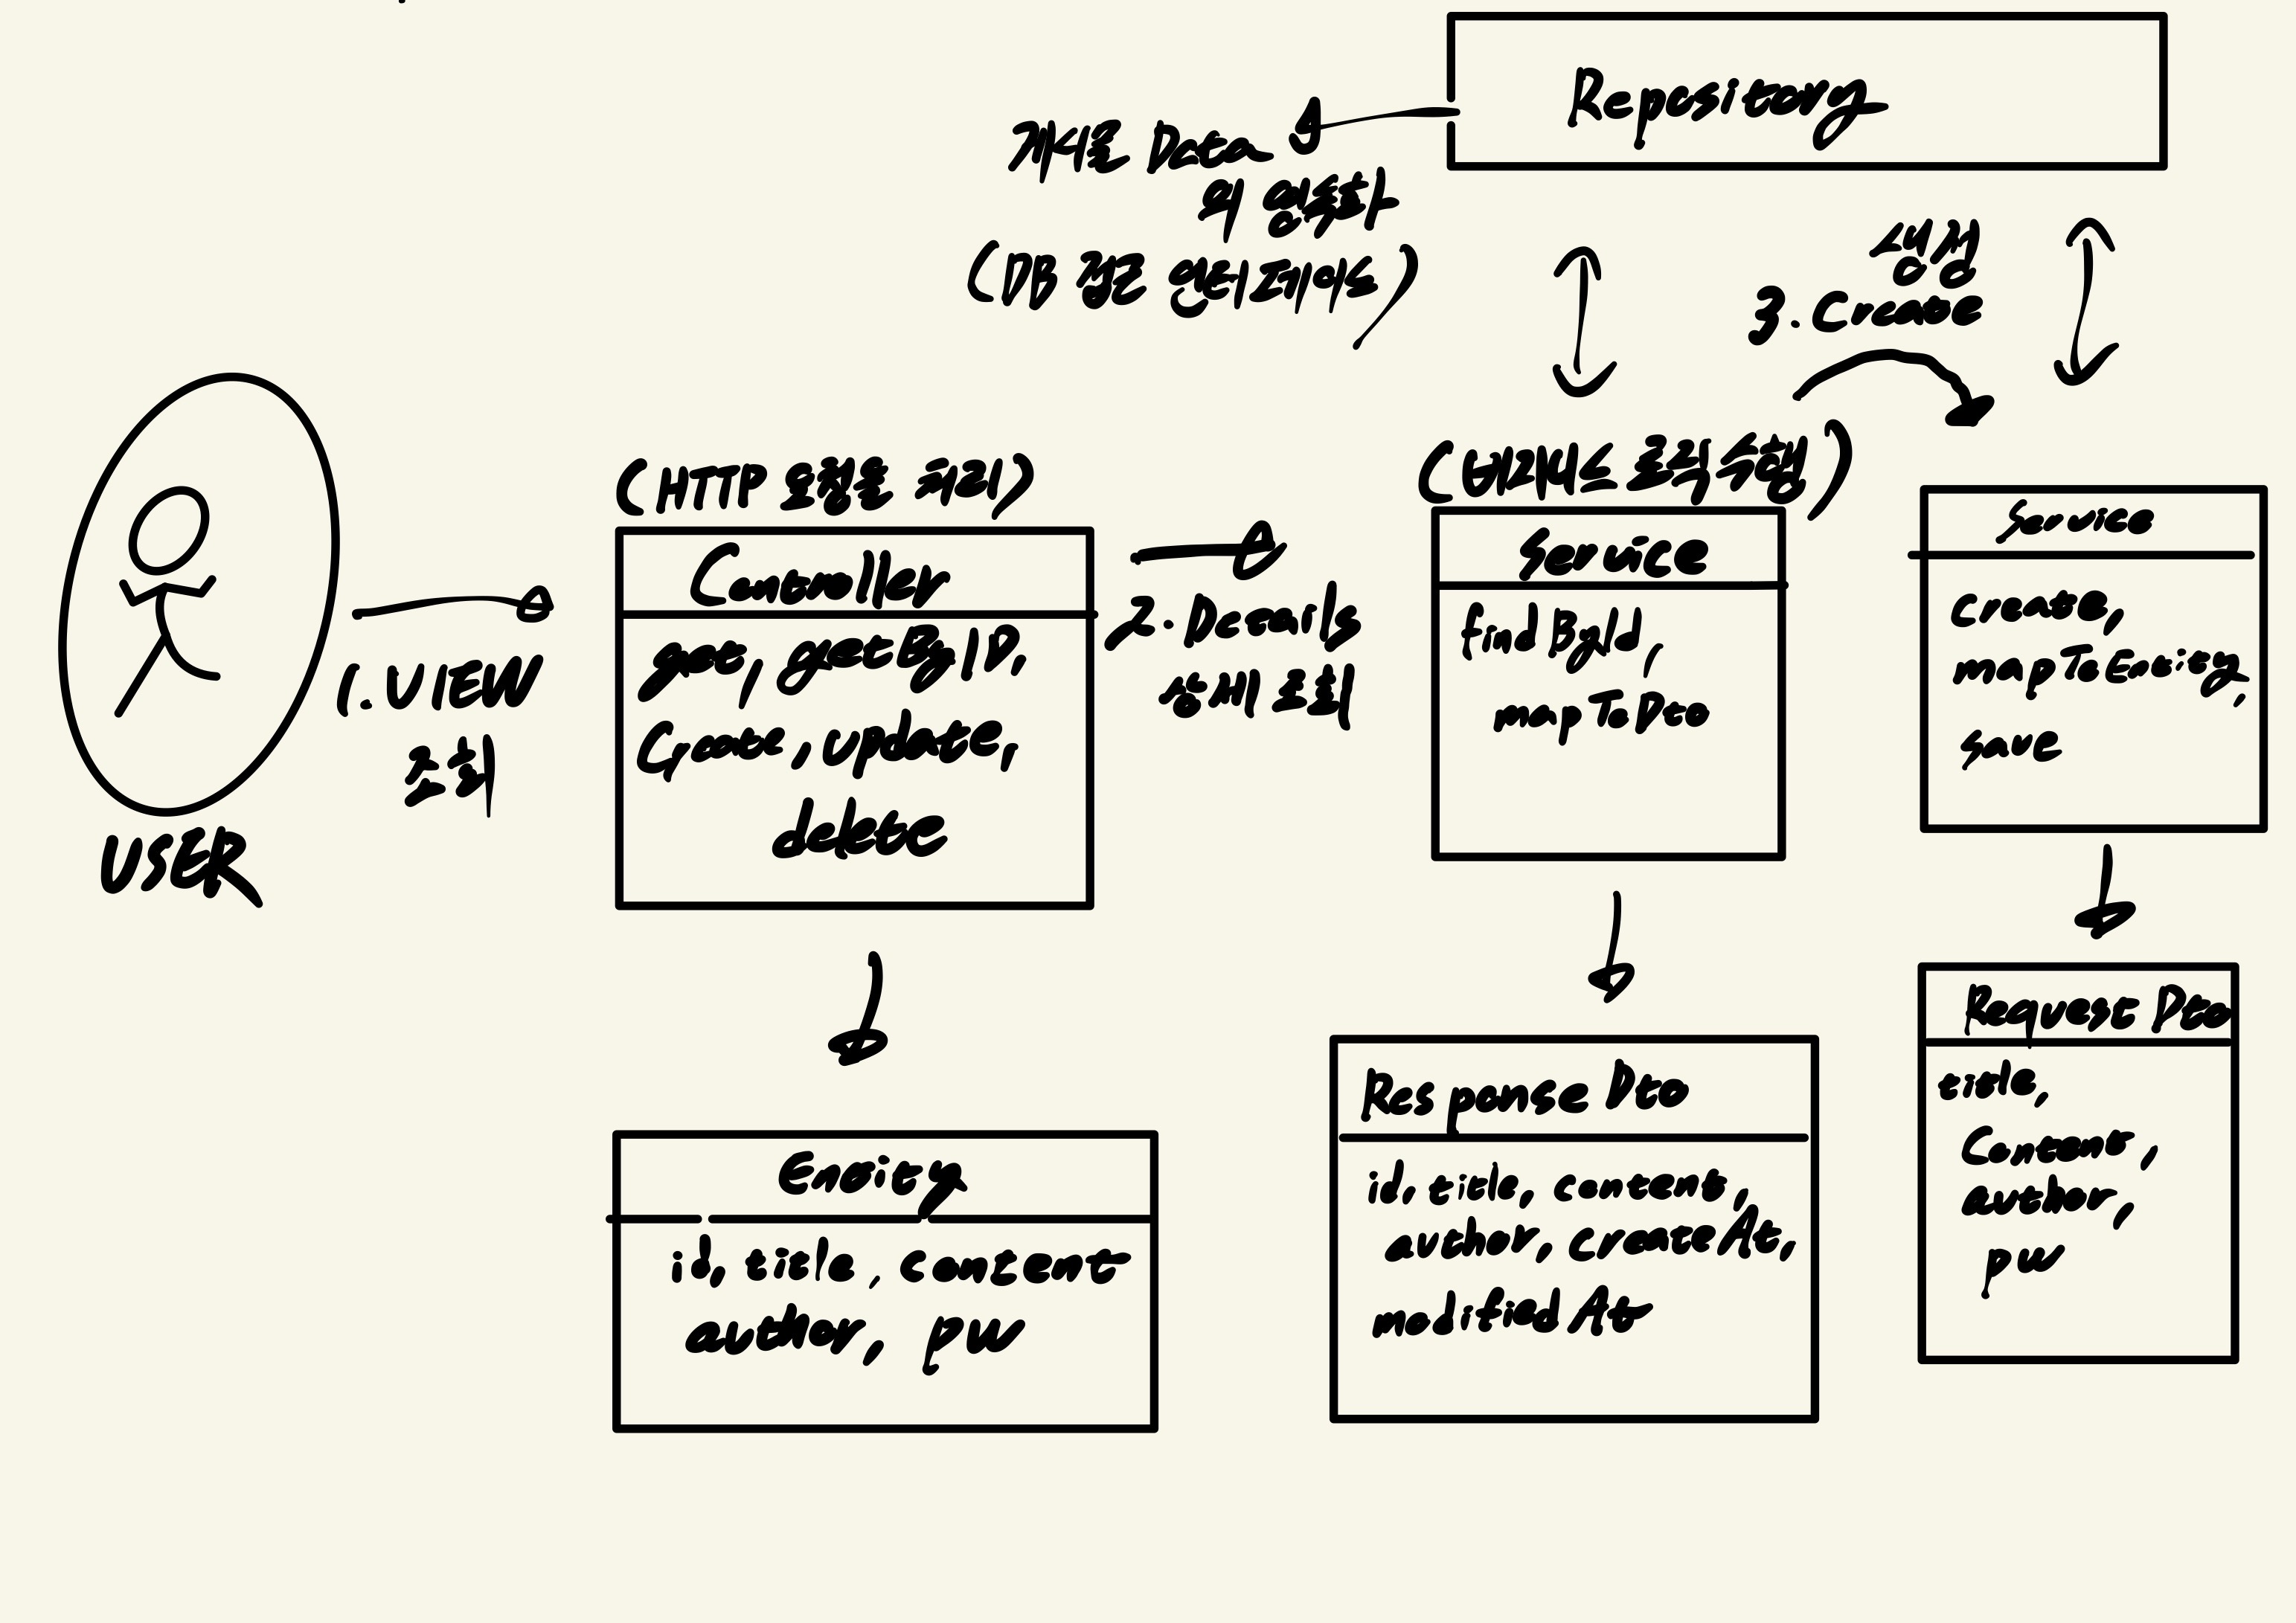 Repository
게시물 Data
의 영속화
(DB 접근 인터페이스)
생성
3. Create
(HTTP 요청을 처리)
(비지니스 로직 수행)
Controller
get, getByID,
Create, update,
delete
2. Details
상세 조회
Service
findById,
mapToDto
Service
create,
mapToEntity,
save
1. VIEW
조회
USER
Entity
id, title, content
author, pw
Response Dto
id, title, content,
author, createAt,
modifiedAt
Request Dto
title,
Content,
author,
pw